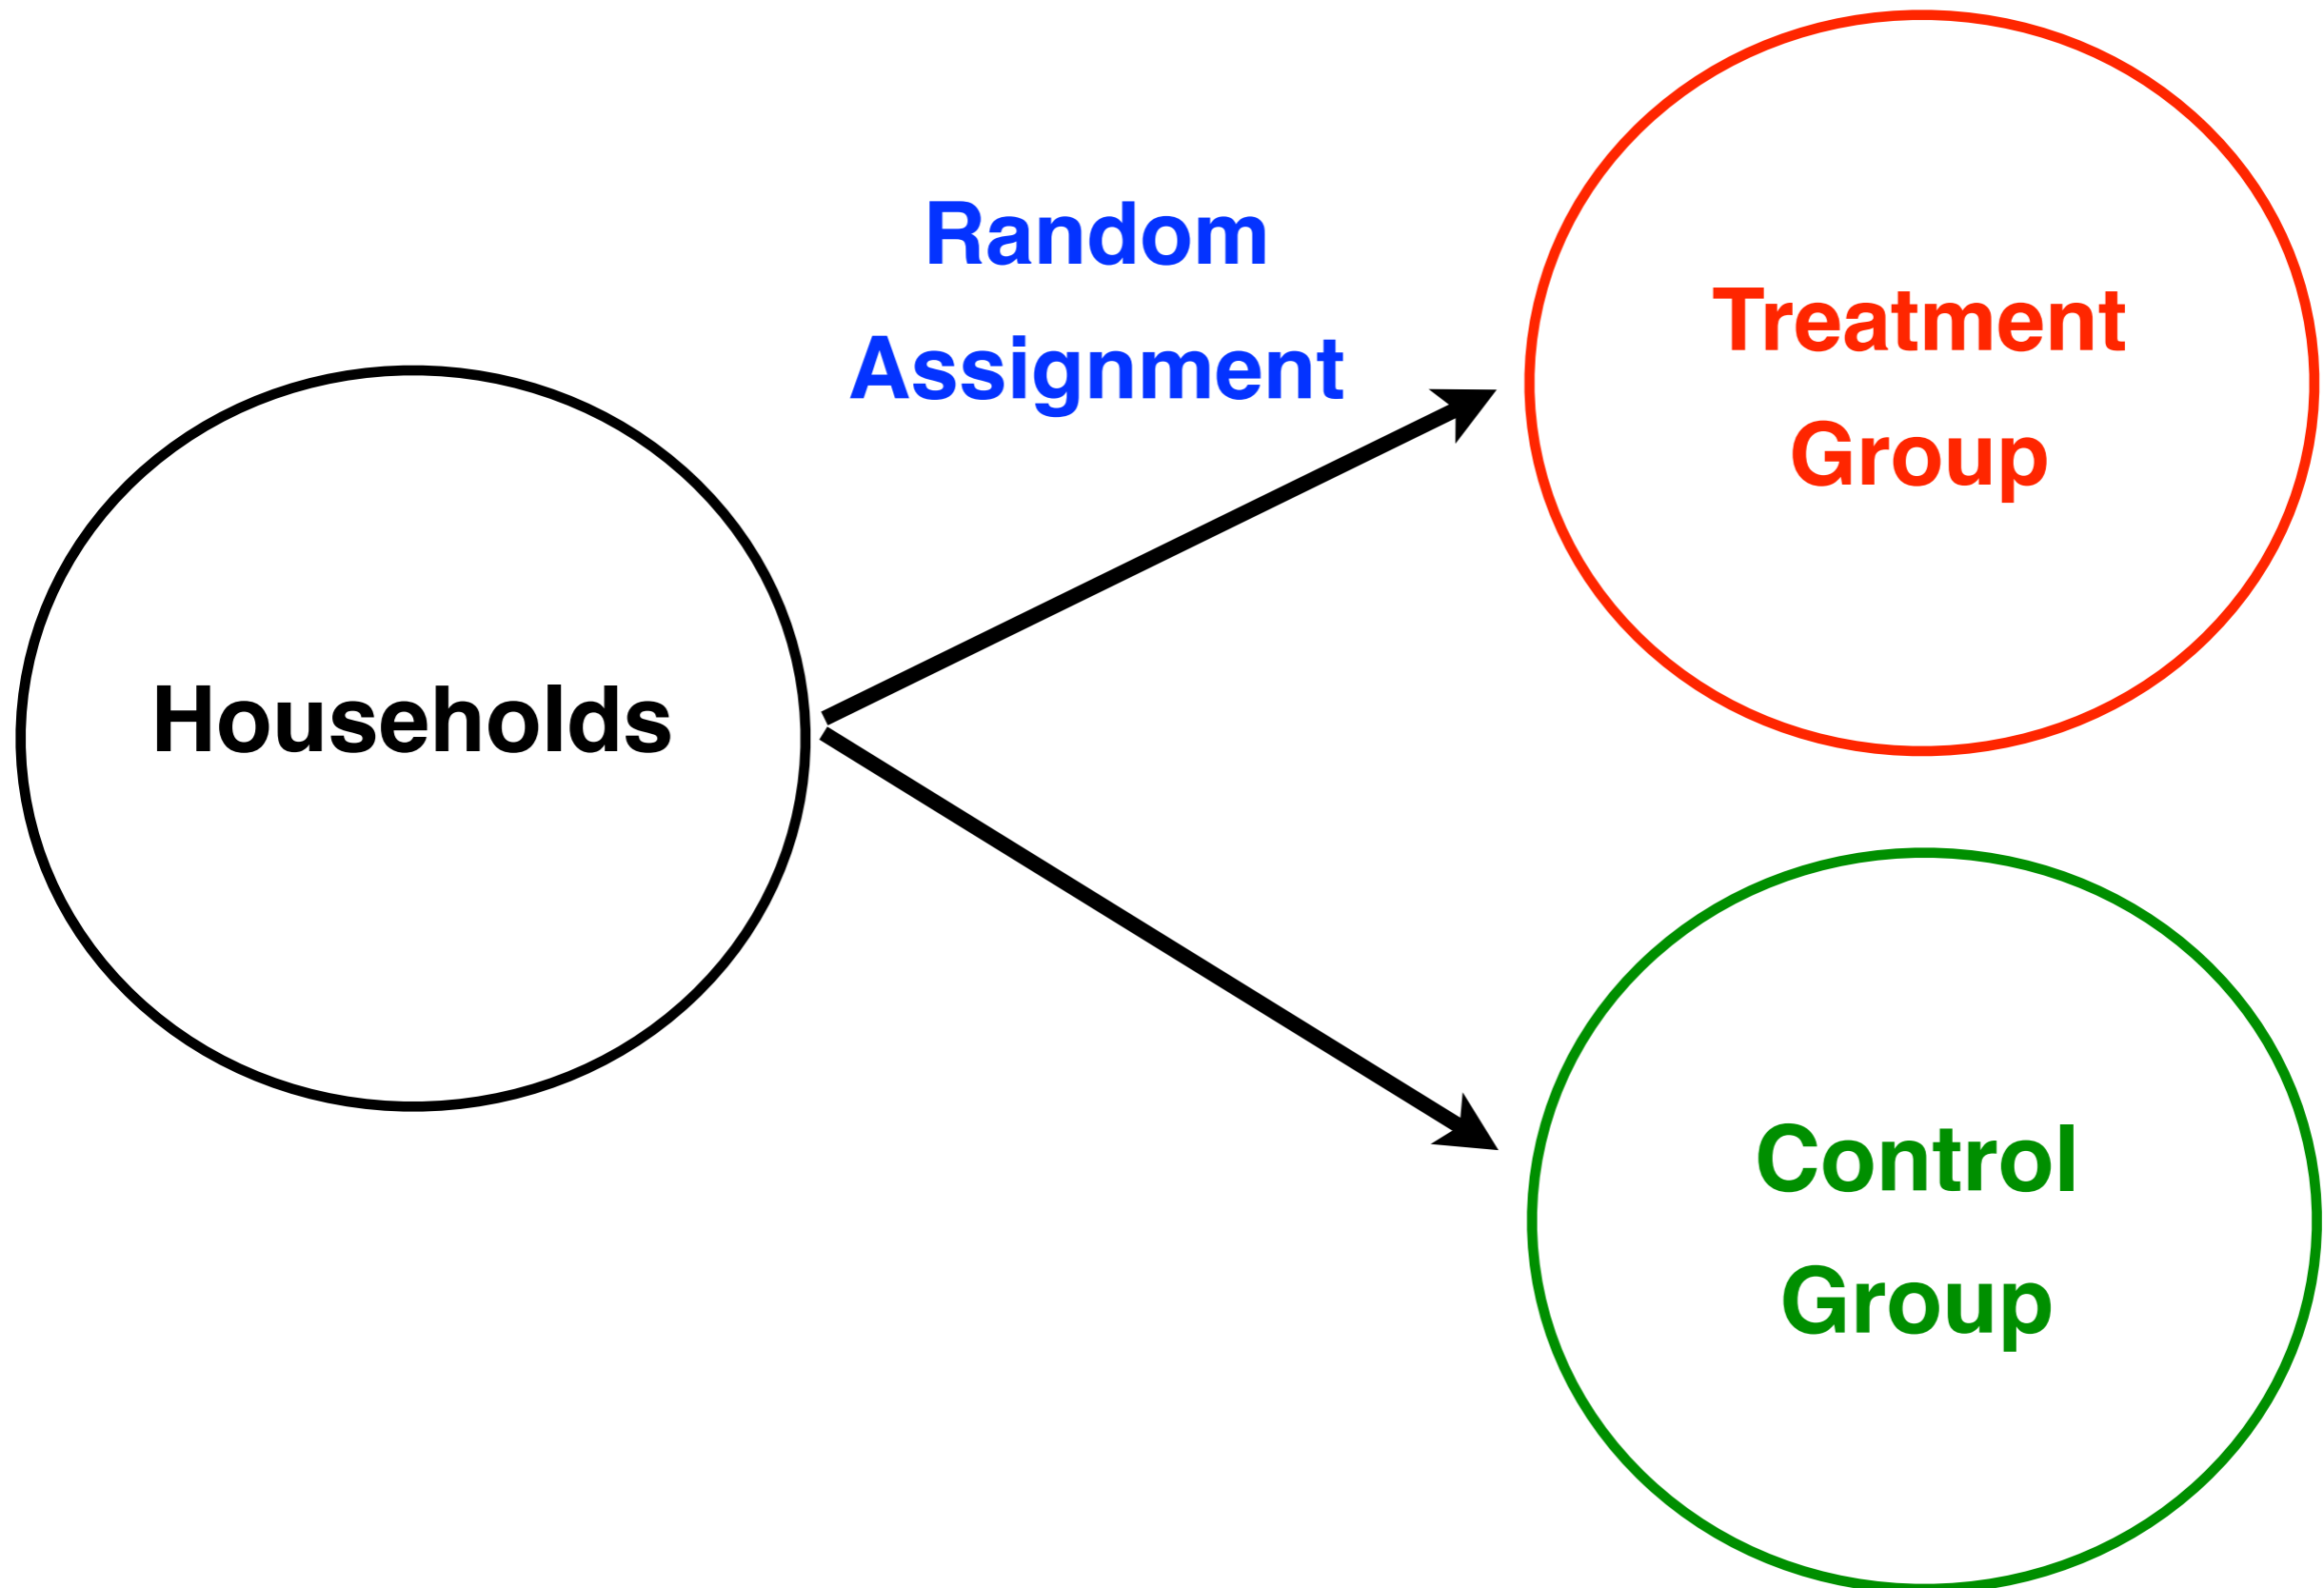 Random
Assignment
Treatment
Group
Households
Control
Group